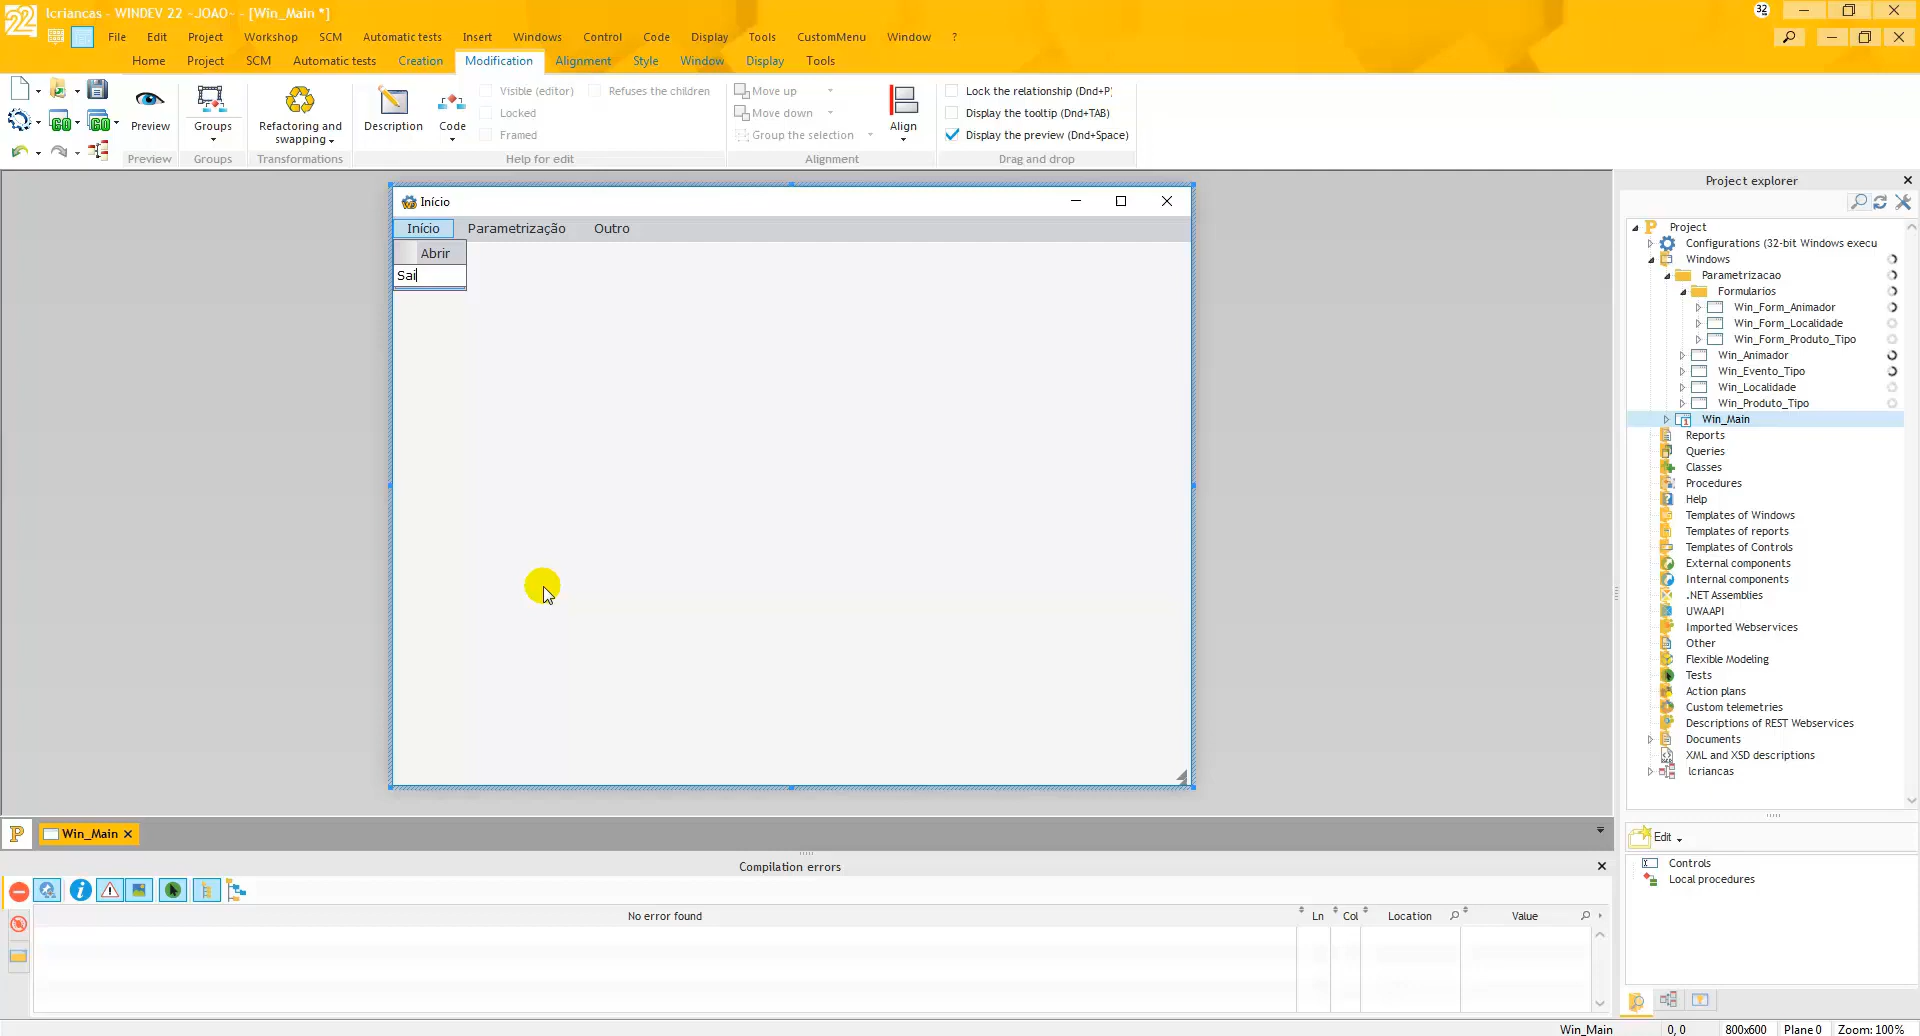 22 lcriancas - WINDEV 22 -JOAO- - [Win_Main *] 32
File Edit Project Workshop SCM Automatic tests Insert Windows Control Code Display Tools CustomMenu Window ?
Home Project SCM Automatic tests Creation Modification Alignment Style Window Display Tools
GO GO
Preview
Preview
Groups
Groups
Refactoring and swapping
Transformations
Description
Code
Visible (editor) Refuses the children
Locked
Framed
Help for edit
Move up
Move down
Group the selection
Align
Alignment
Lock the relationship (Dnd+P)
Display the tooltip (Dnd+TAB)
Display the preview (Dnd+Space)
Drag and drop
Início
Início Parametrização Outro
Abrir
Sai
Project explorer
Project
Configurations (32-bit Windows execu
Windows
Parametrizacao
Formularios
Win_Form_Animador
Win_Form_Localidade
Win_Form_Produto_Tipo
Win_Animador
Win_Evento_Tipo
Win_Localidade
Win_Produto_Tipo
Win_Main
Reports
Queries
Classes
Procedures
Help
Templates of Windows
Templates of reports
Templates of Controls
External components
Internal components
.NET Assemblies
UWAAPI
Imported Webservices
Other
Flexible Modeling
Tests
Action plans
Custom telemetries
Descriptions of REST Webservices
Documents
XML and XSD descriptions
lcriancas
Edit
Controls
Local procedures
P Win_Main
Compilation errors
No error found Ln Col Location Value
Win_Main 0, 0 800x600 Plane 0 Zoom: 100%